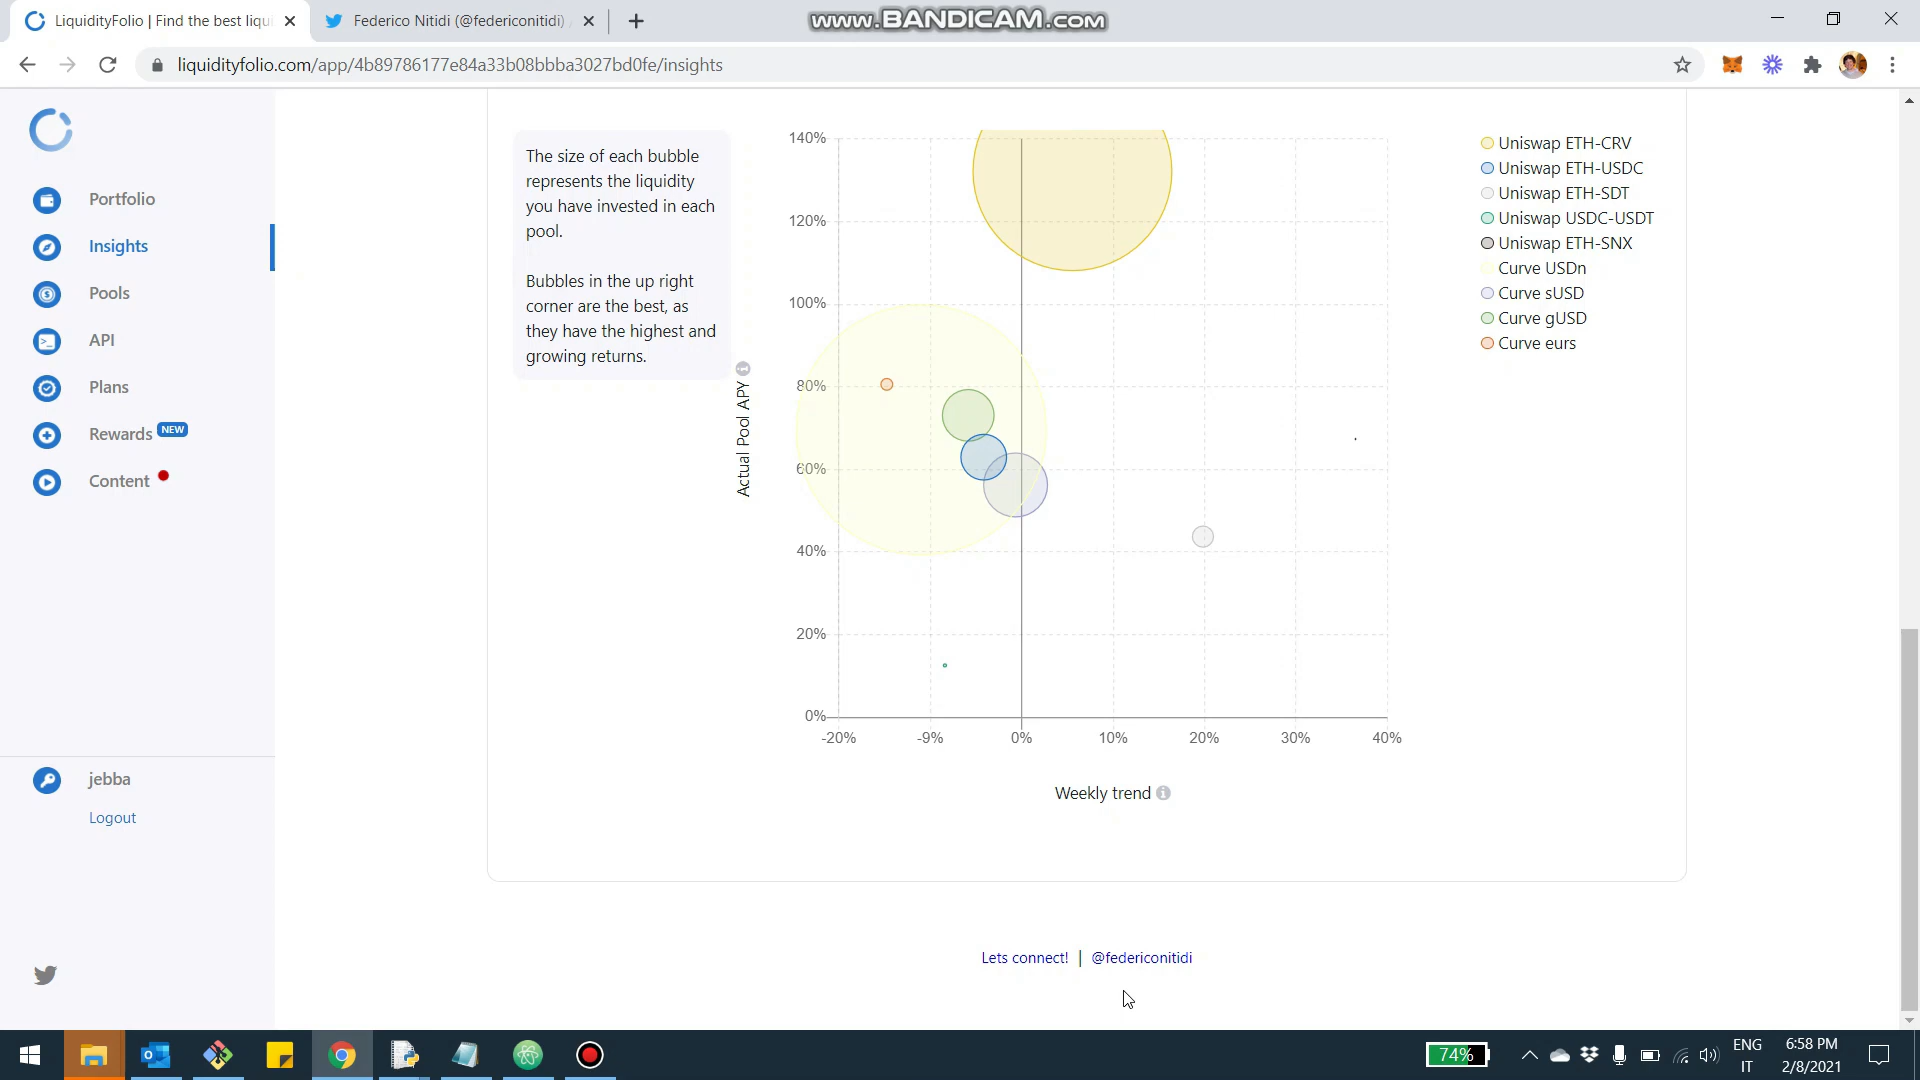 LiquidityFolio | Find the best liqu
Federico Nitidi (@federiconitidi)
www.BANDICAM.com
liquidityfolio.com/app/4b89786177e84a33b08bbba3027bd0fe/insights
Portfolio
Insights
Pools
API
Plans
Rewards NEW
Content
jebba
Logout
The size of each bubble
represents the liquidity
you have invested in each
pool.
Bubbles in the up right
corner are the best, as
they have the highest and
growing returns.
Actual Pool APY
140%
120%
100%
80%
60%
40%
20%
0%
-20%
-9%
0%
10%
20%
30%
40%
Weekly trend
Uniswap ETH-CRV
Uniswap ETH-USDC
Uniswap ETH-SDT
Uniswap USDC-USDT
Uniswap ETH-SNX
Curve USDn
Curve sUSD
Curve gUSD
Curve eurs
Lets connect! | @federiconitidi
74%
ENG
IT
6:58 PM
2/8/2021